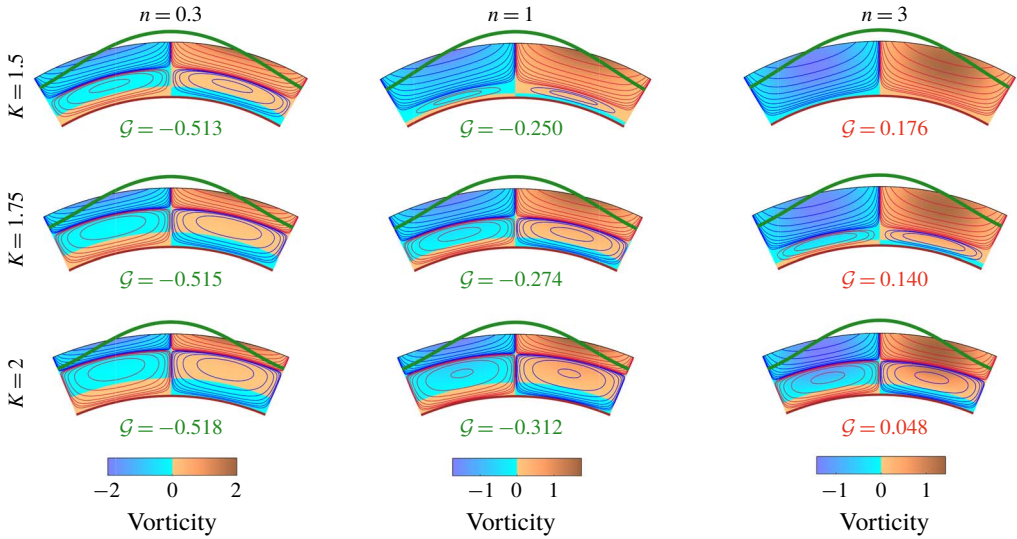 n = 0.3 n = 1 n = 3
K = 1.5
𝒢 = −0.513 𝒢 = −0.250 𝒢 = 0.176
K = 1.75
𝒢 = −0.515 𝒢 = −0.274 𝒢 = 0.140
K = 2
𝒢 = −0.518 𝒢 = −0.312 𝒢 = 0.048
−2 0 2 −1 0 1 −1 0 1
Vorticity Vorticity Vorticity